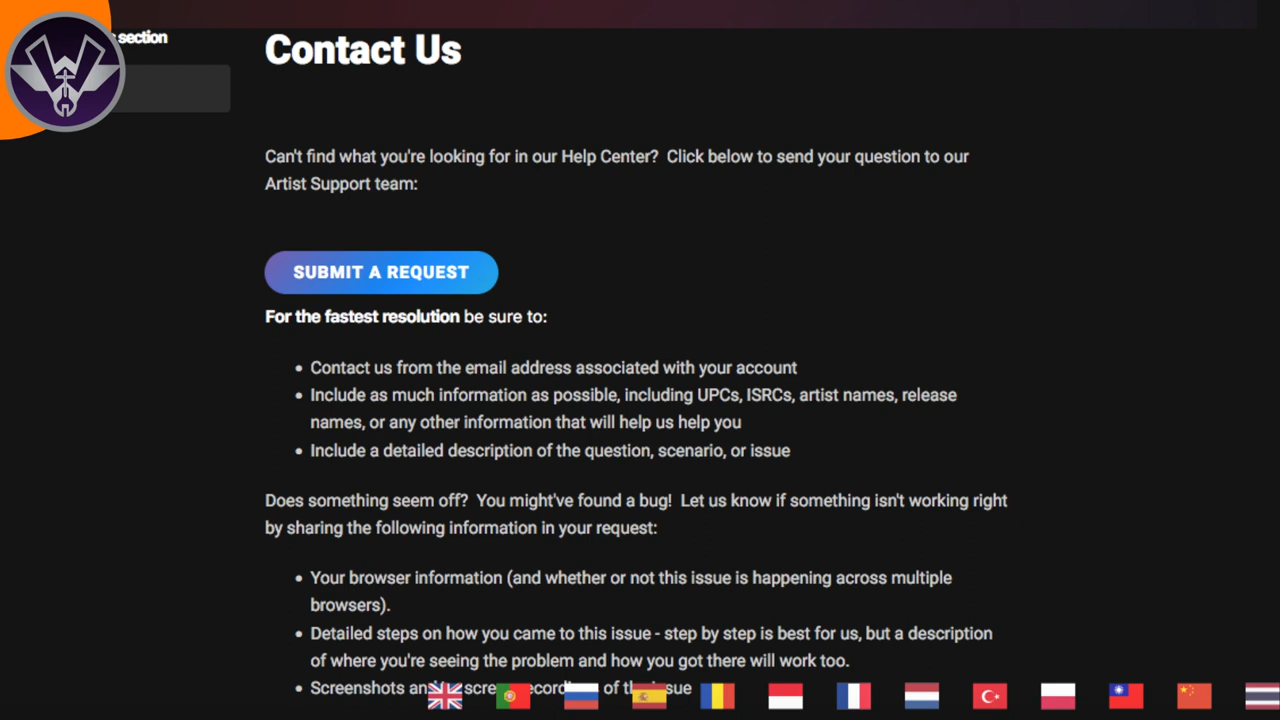 section
Contact Us
Can't find what you're looking for in our Help Center? Click below to send your question to our
Artist Support team:
SUBMIT A REQUEST
For the fastest resolution be sure to:
• Contact us from the email address associated with your account
• Include as much information as possible, including UPCs, ISRCs, artist names, release
names, or any other information that will help us help you
• Include a detailed description of the question, scenario, or issue
Does something seem off? You might've found a bug! Let us know if something isn't working right
by sharing the following information in your request:
• Your browser information (and whether or not this issue is happening across multiple
browsers).
• Detailed steps on how you came to this issue - step by step is best for us, but a description
of where you're seeing the problem and how you got there will work too.
• Screenshots of